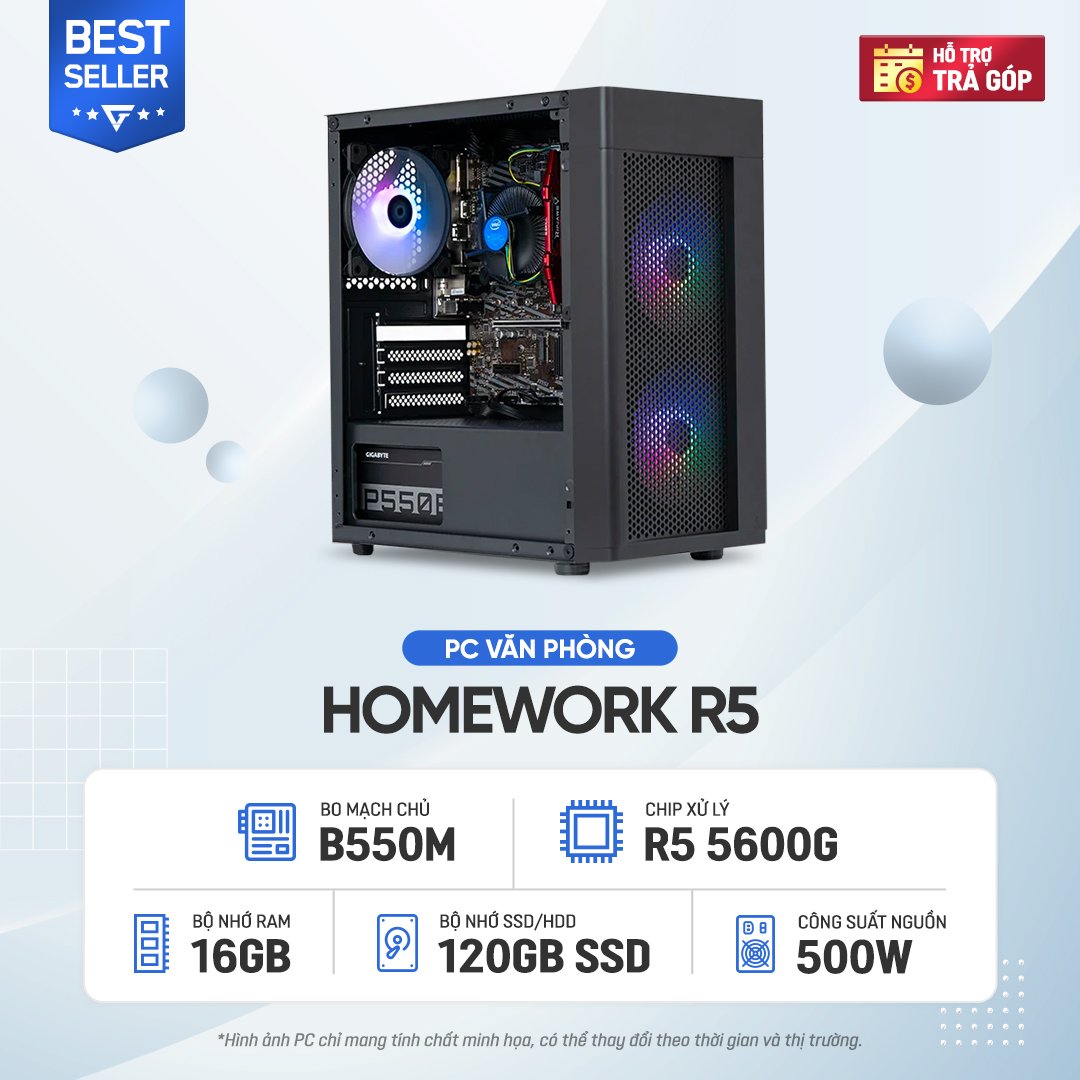 BEST
SELLER
HỖ TRỢ
TRẢ GÓP
intel
GIGABYTE
P550
PC VĂN PHÒNG
HOMEWORK R5
BO MẠCH CHỦ
B550M
CHIP XỬ LÝ
R5 5600G
BỘ NHỚ RAM
16GB
BỘ NHỚ SSD/HDD
120GB SSD
CÔNG SUẤT NGUỒN
500W
*Hình ảnh PC chỉ mang tính chất minh họa, có thể thay đổi theo thời gian và thị trường.